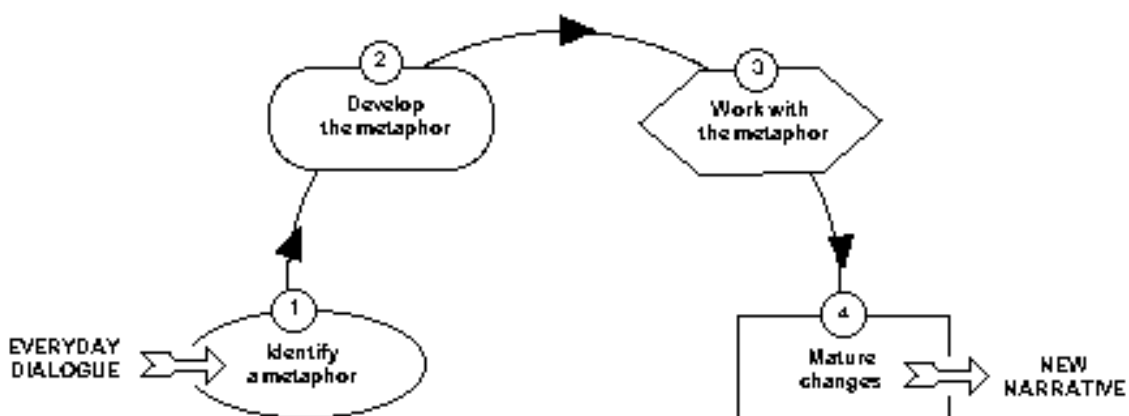 EVERYDAY
DIALOGUE
1
Identify
a metaphor
2
Develop
the metaphor
3
Work with
the metaphor
4
Mature
changes
NEW
NARRATIVE